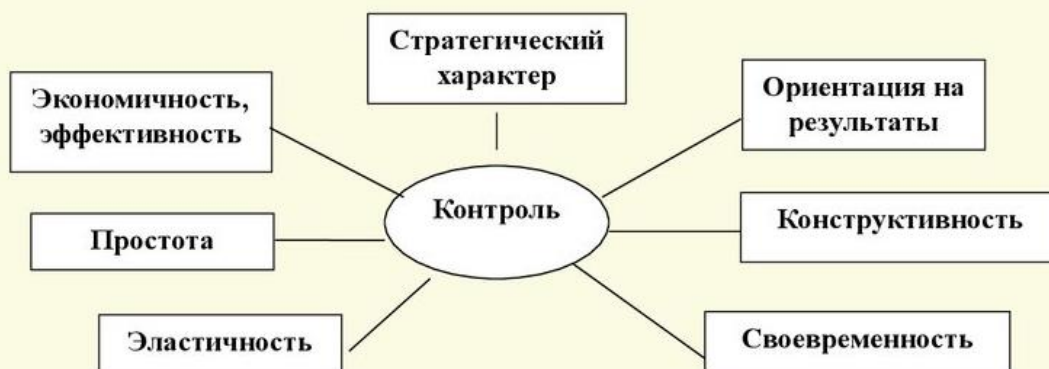 Стратегический
характер
Экономичность,
эффективность
Ориентация на
результаты
Контроль
Простота
Конструктивность
Эластичность
Своевременность